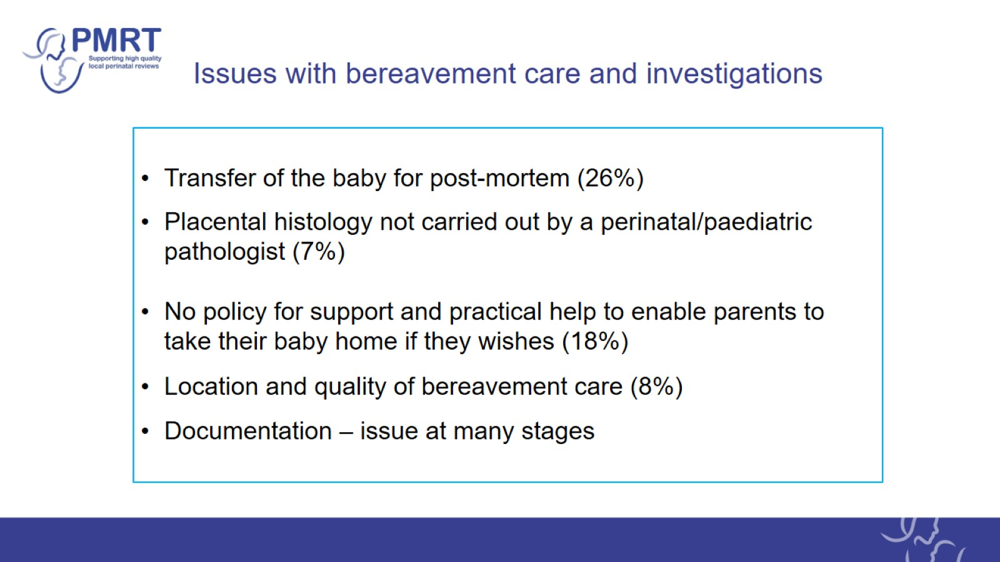 PMRT
Supporting high quality
local perinatal reviews
Issues with bereavement care and investigations
• Transfer of the baby for post-mortem (26%)
• Placental histology not carried out by a perinatal/paediatric
pathologist (7%)
• No policy for support and practical help to enable parents to
take their baby home if they wishes (18%)
• Location and quality of bereavement care (8%)
• Documentation – issue at many stages